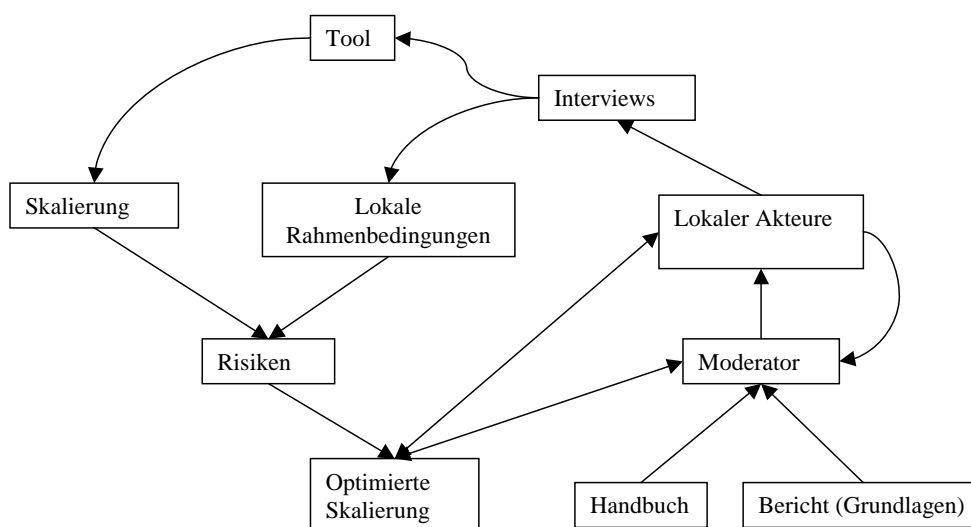 Tool
Interviews
Skalierung
Lokale
Rahmenbedingungen
Lokaler Akteure
Risiken
Moderator
Optimierte
Skalierung
Handbuch
Bericht (Grundlagen)